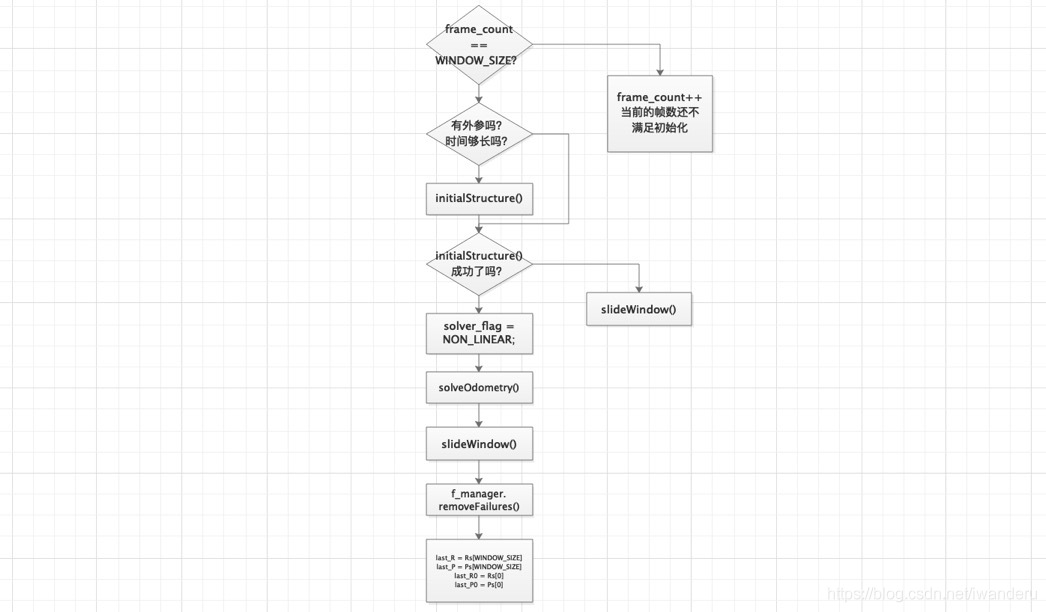 frame_count
==
WINDOW_SIZE?
frame_count++
当前的帧数还不
满足初始化
有外参吗?
时间够长吗?
initialStructure()
initialStructure()
成功了吗?
slideWindow()
solver_flag =
NON_LINEAR;
solveOdometry()
slideWindow()
f_manager.
removeFailures()
last_R = Rs[WINDOW_SIZE]
last_P = Ps[WINDOW_SIZE]
last_R0 = Rs[0]
last_P0 = Ps[0]
https://blog.csdn.net/iwanderu